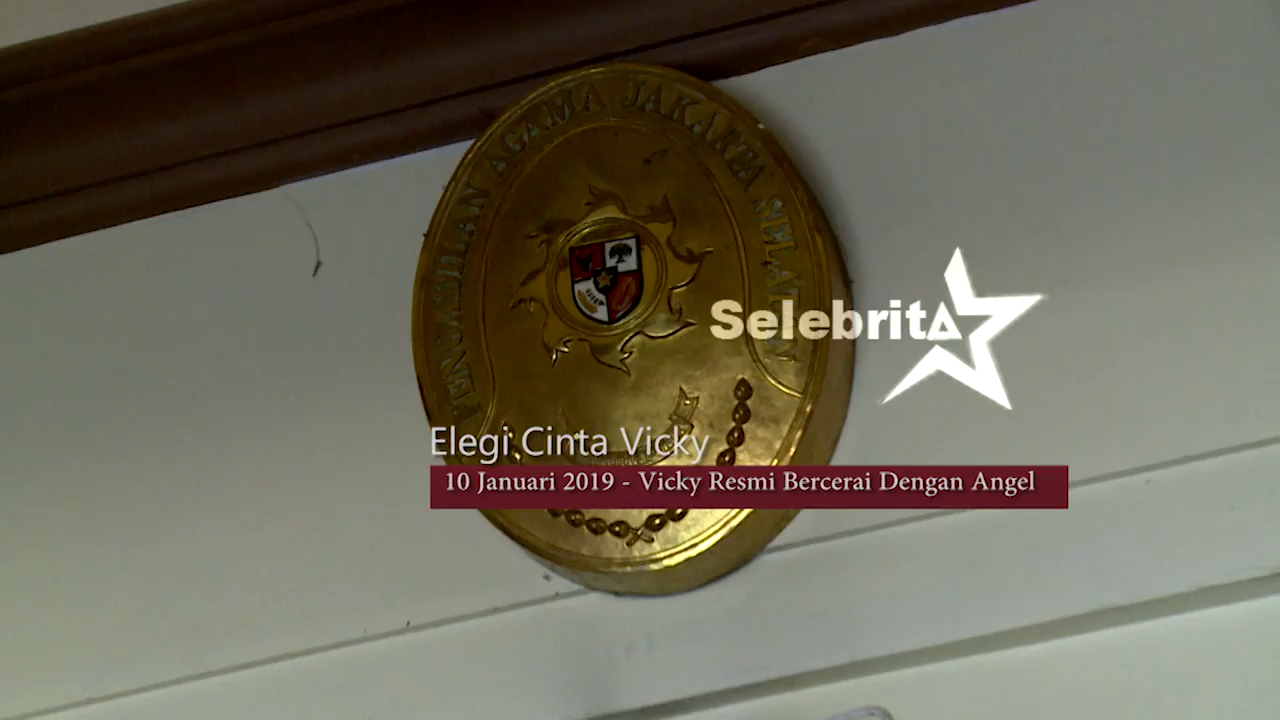 PENGADILAN AGAMA JAKARTA SELATAN
Selebrita
Elegi Cinta Vicky
10 Januari 2019 - Vicky Resmi Bercerai Dengan Angel